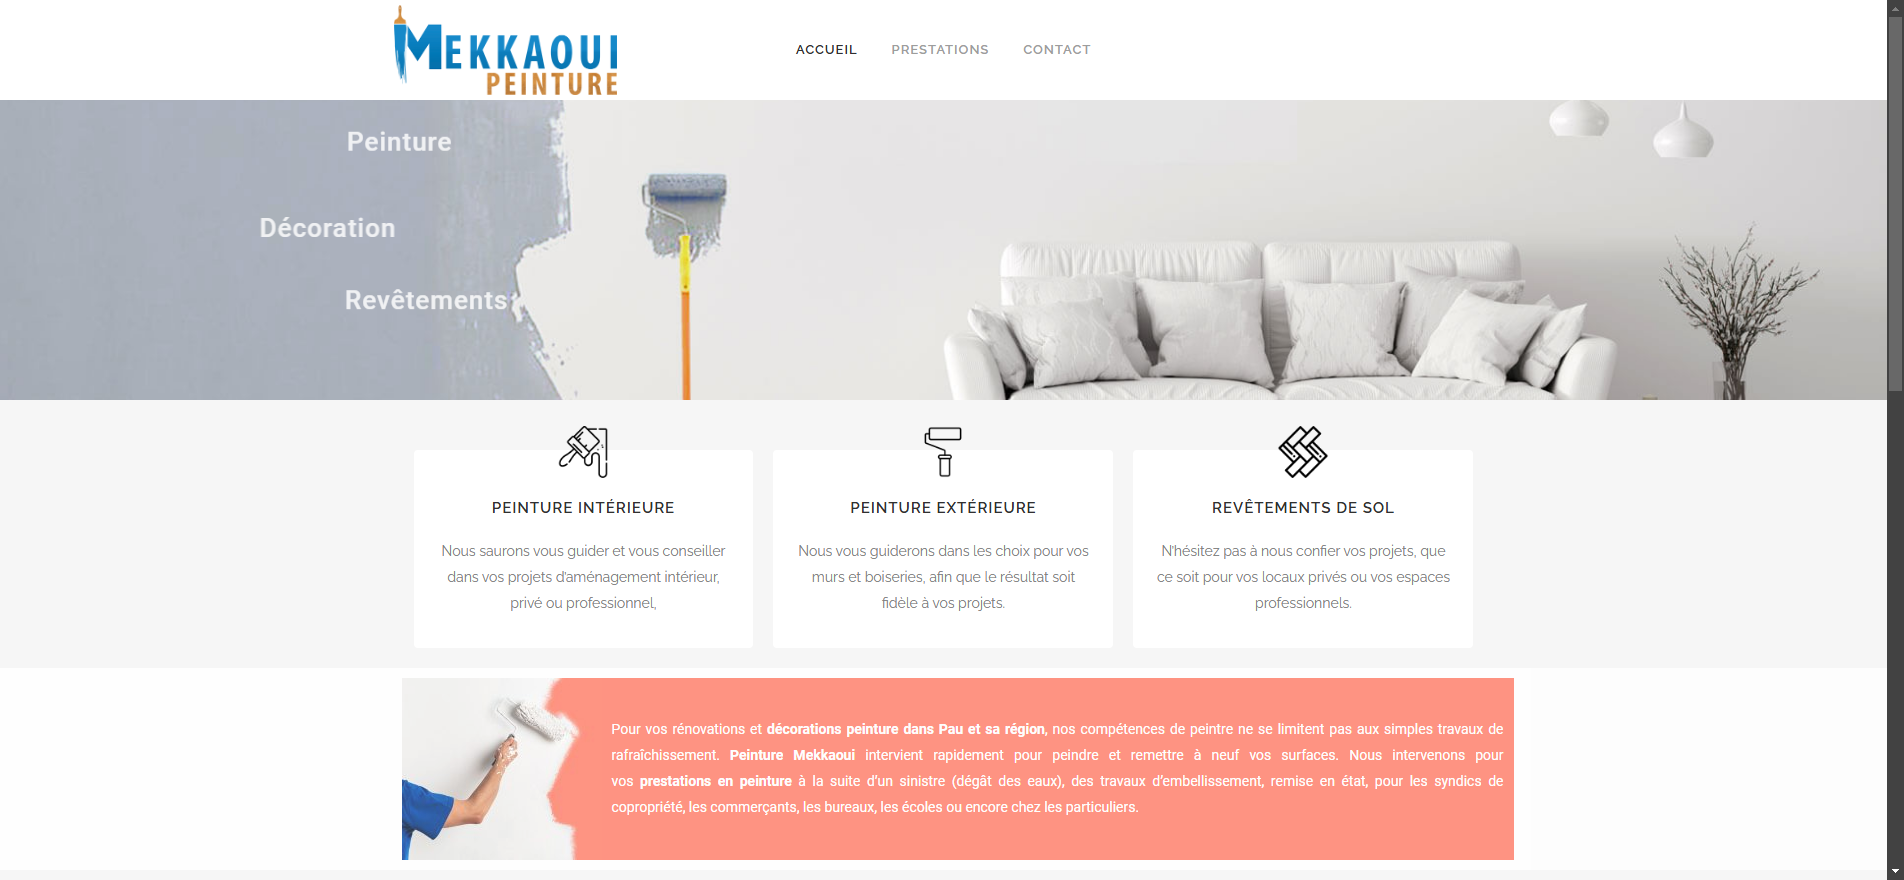 MEKKAOUI
PEINTURE
ACCUEIL
PRESTATIONS
CONTACT
Peinture
Décoration
Revêtements
PEINTURE INTÉRIEURE
Nous saurons vous guider et vous conseiller
dans vos projets d'aménagement intérieur,
privé ou professionnel,
PEINTURE EXTÉRIEURE
Nous vous guiderons dans les choix pour vos
murs et boiseries, afin que le résultat soit
fidèle à vos projets.
REVÊTEMENTS DE SOL
N'hésitez pas à nous confier vos projets, que
ce soit pour vos locaux privés ou vos espaces
professionnels.
Pour vos rénovations et décorations peinture dans Pau et sa région, nos compétences de peintre ne se limitent pas aux simples travaux de
rafraîchissement. Peinture Mekkaoui intervient rapidement pour peindre et remettre à neuf vos surfaces. Nous intervenons pour
vos prestations en peinture à la suite d'un sinistre (dégât des eaux), des travaux d'embellissement, remise en état, pour les syndics de
copropriété, les commerçants, les bureaux, les écoles ou encore chez les particuliers.